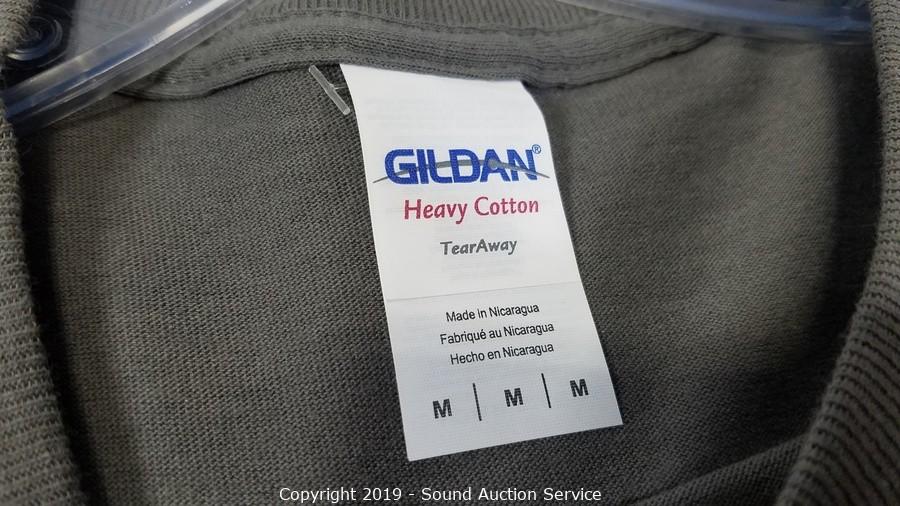 GILDAN®
Heavy Cotton
TearAway
Made in Nicaragua
Fabriqué au Nicaragua
Hecho en Nicaragua
M | M | M
Copyright 2019 - Sound Auction Service